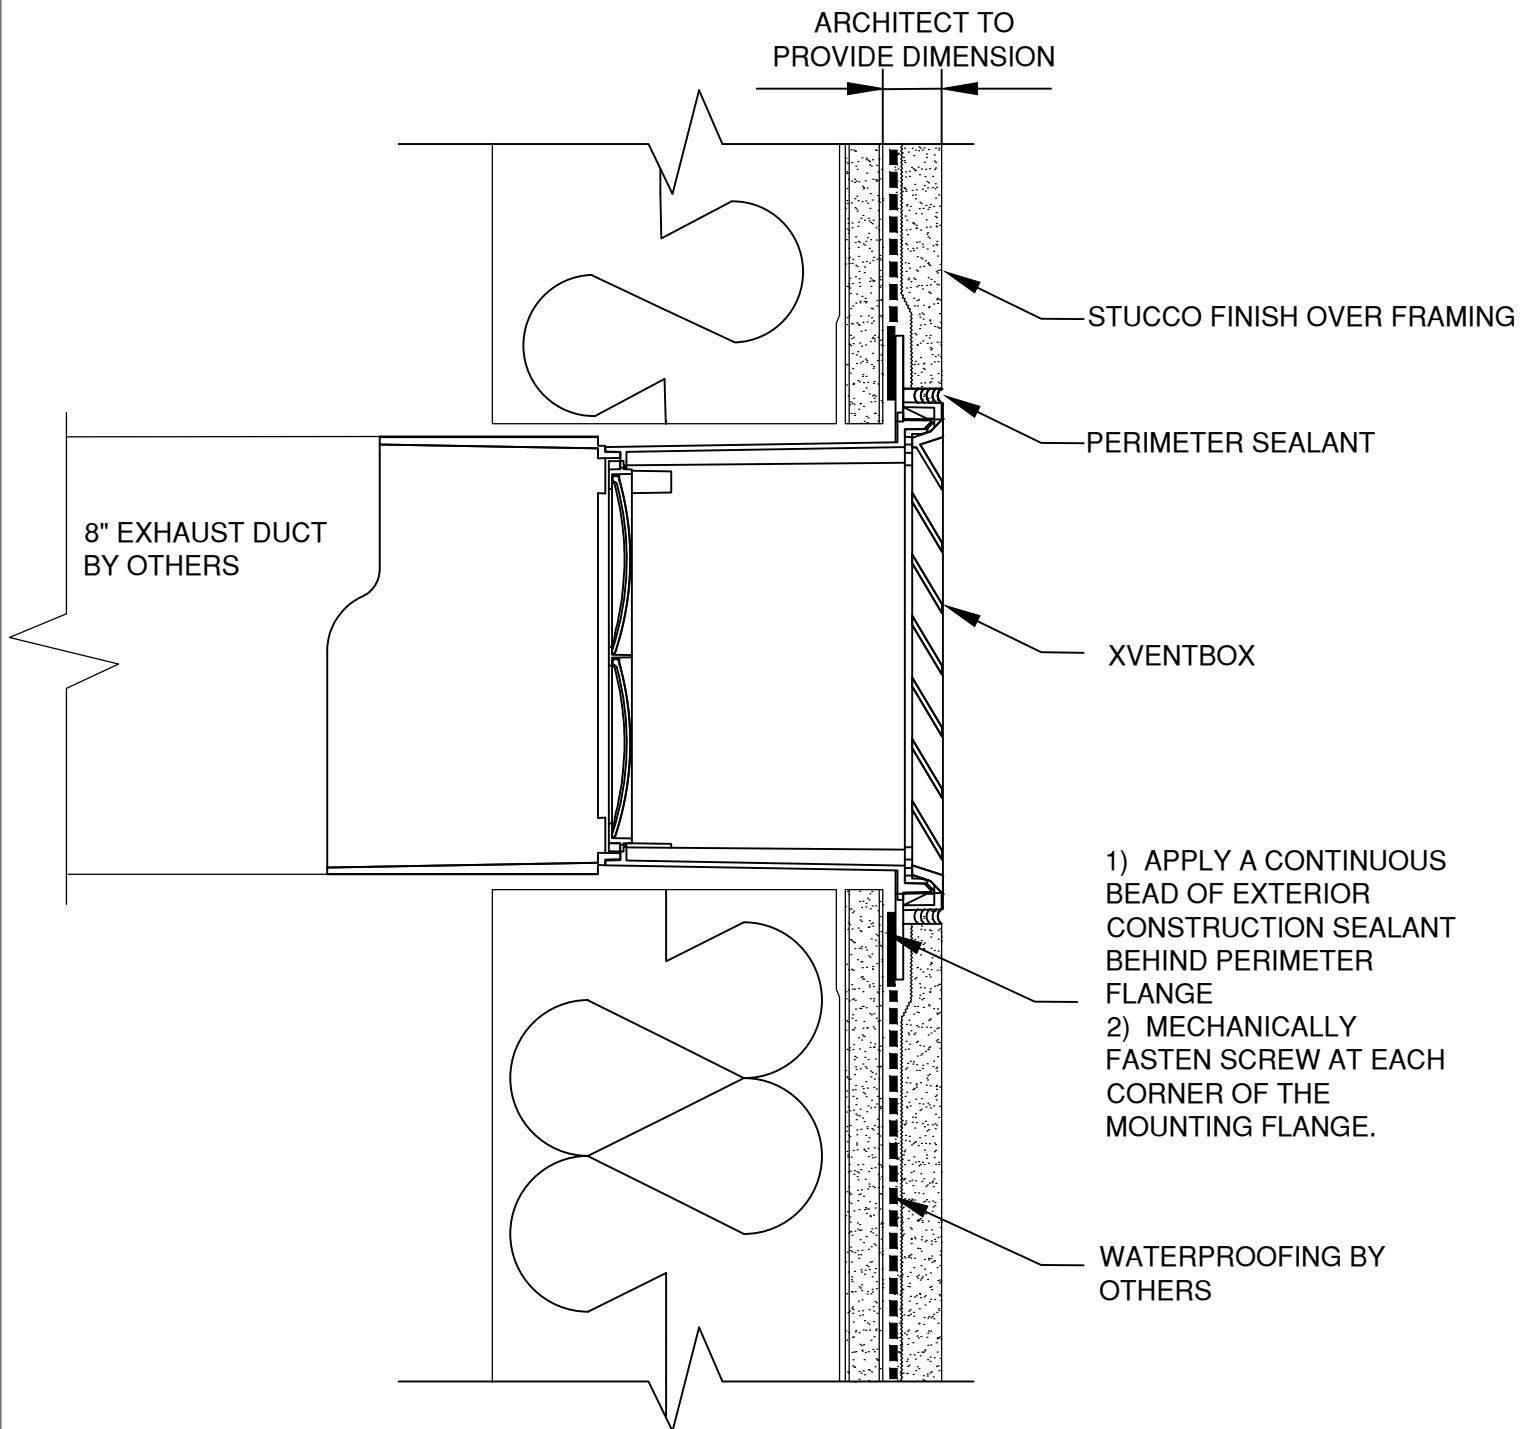 ARCHITECT TO
PROVIDE DIMENSION
STUCCO FINISH OVER FRAMING
PERIMETER SEALANT
8" EXHAUST DUCT
BY OTHERS
XVENTBOX
1) APPLY A CONTINUOUS
BEAD OF EXTERIOR
CONSTRUCTION SEALANT
BEHIND PERIMETER
FLANGE
2) MECHANICALLY
FASTEN SCREW AT EACH
CORNER OF THE
MOUNTING FLANGE.
WATERPROOFING BY
OTHERS